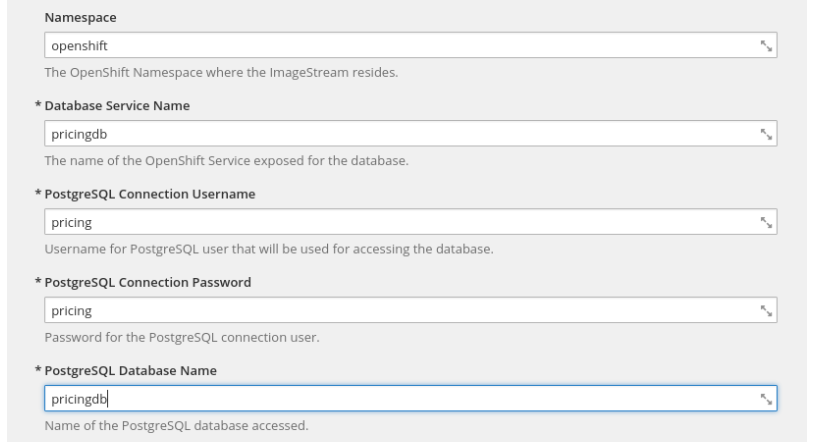 Namespace
openshift
The OpenShift Namespace where the ImageStream resides.
* Database Service Name
pricingdb
The name of the OpenShift Service exposed for the database.
* PostgreSQL Connection Username
pricing
Username for PostgreSQL user that will be used for accessing the database.
* PostgreSQL Connection Password
pricing
Password for the PostgreSQL connection user.
* PostgreSQL Database Name
pricingdb
Name of the PostgreSQL database accessed.